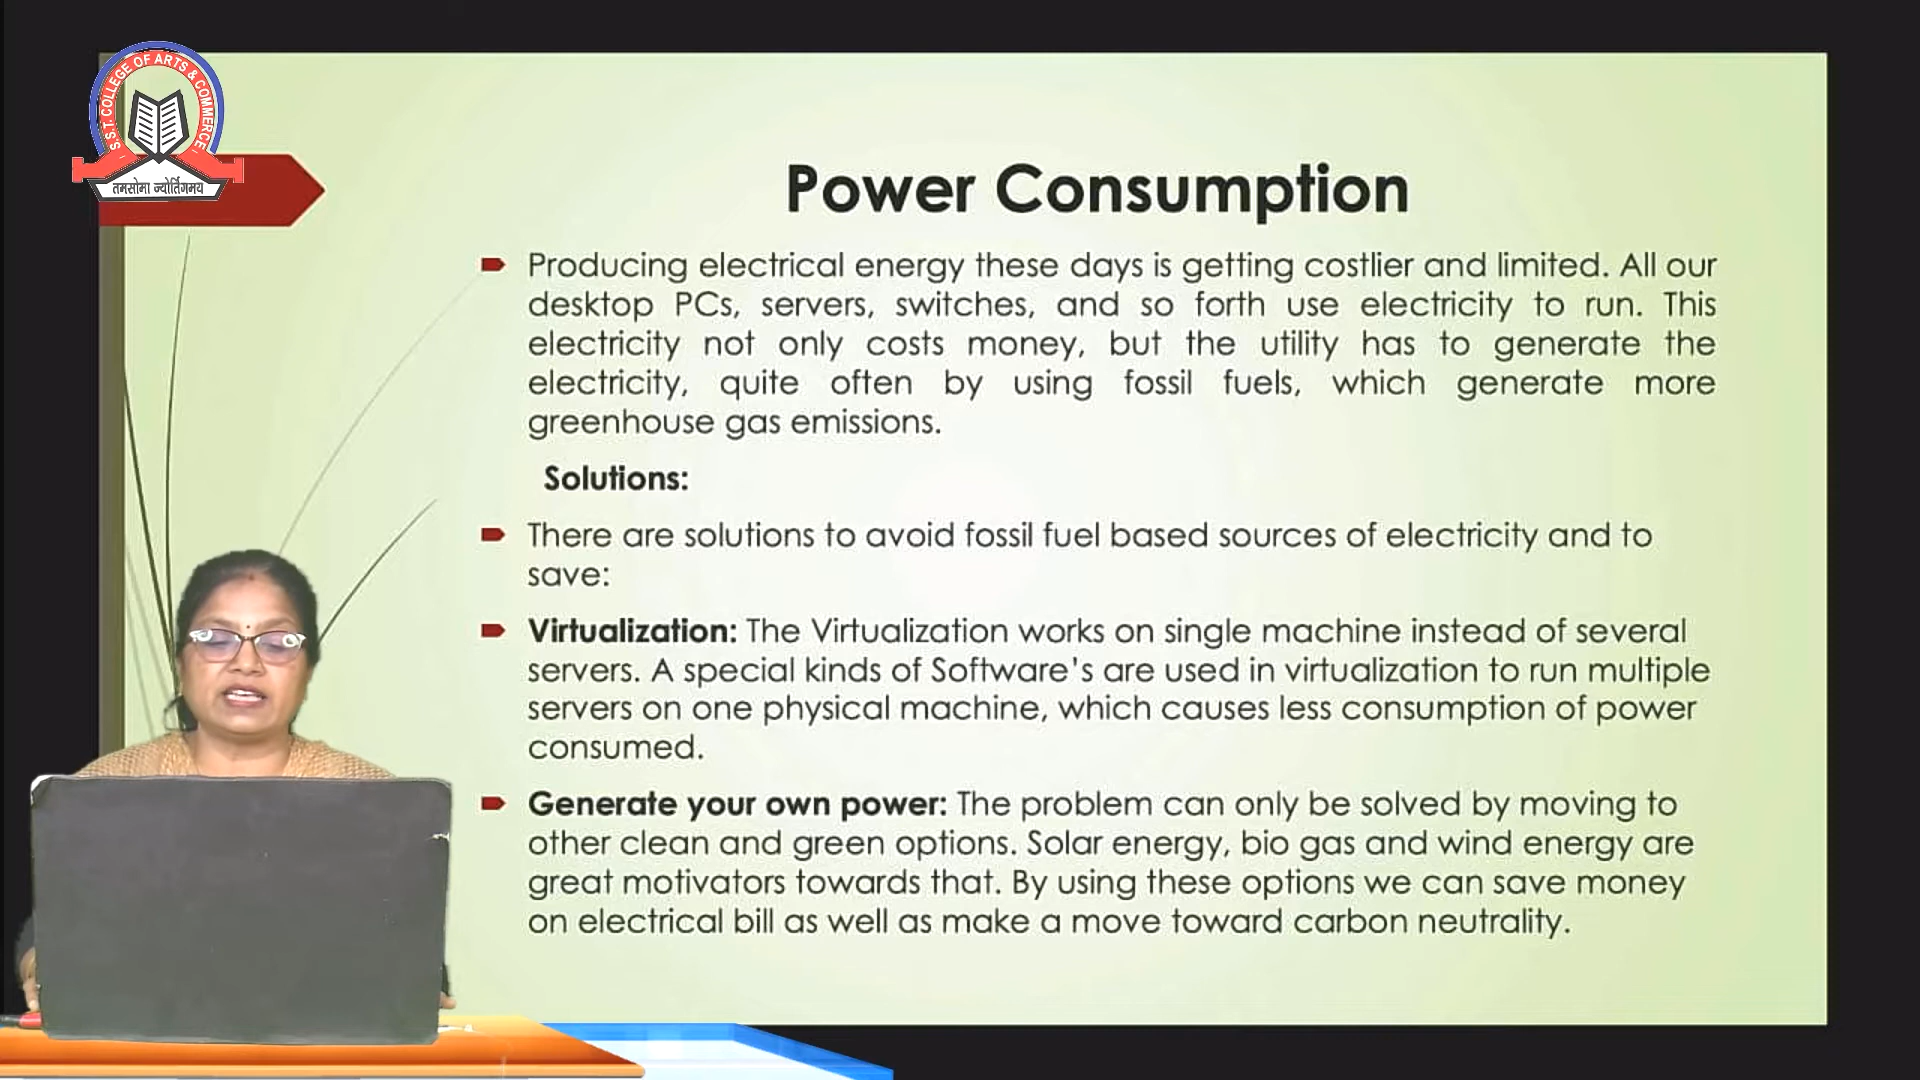 S.S.T. COLLEGE OF ARTS & COMMERCE
तमसोमा ज्योर्तिगमय
Power Consumption
Producing electrical energy these days is getting costlier and limited. All our
desktop PCs, servers, switches, and so forth use electricity to run. This
electricity not only costs money, but the utility has to generate the
electricity, quite often by using fossil fuels, which generate more
greenhouse gas emissions.
Solutions:
There are solutions to avoid fossil fuel based sources of electricity and to
save:
Virtualization: The Virtualization works on single machine instead of several
servers. A special kinds of Software's are used in virtualization to run multiple
servers on one physical machine, which causes less consumption of power
consumed.
Generate your own power: The problem can only be solved by moving to
other clean and green options. Solar energy, bio gas and wind energy are
great motivators towards that. By using these options we can save money
on electrical bill as well as make a move toward carbon neutrality.